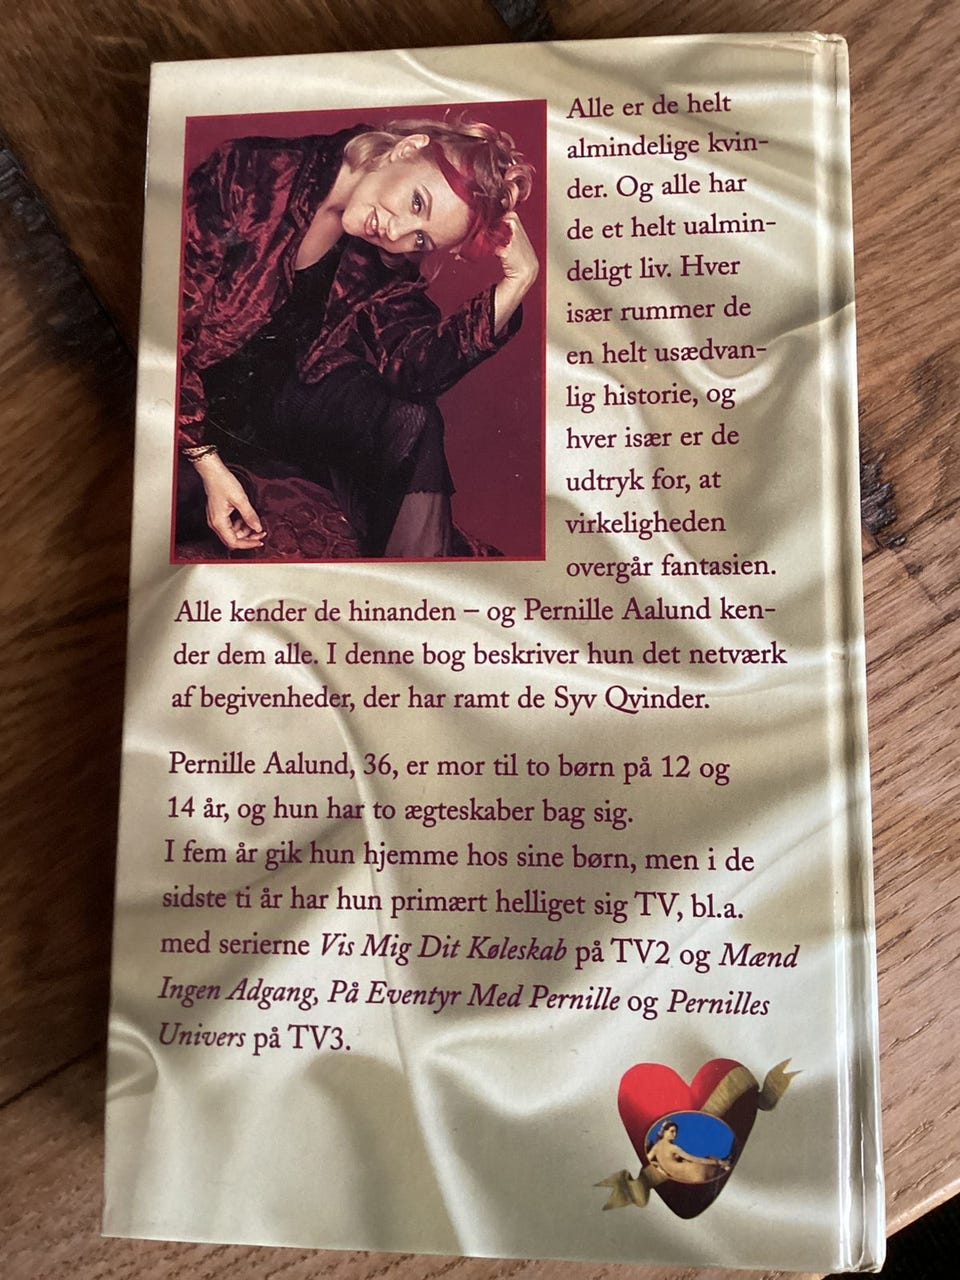 Alle er de helt
almindelige kvin-
der. Og alle har
de et helt ualmin-
deligt liv. Hver
især rummer de
en helt usædvan-
lig historie, og
hver især er de
udtryk for, at
virkeligheden
overgår fantasien.
Alle kender de hinanden – og Pernille Aalund ken-
der dem alle. I denne bog beskriver hun det netværk
af begivenheder, der har ramt de Syv Qvinder.
Pernille Aalund, 36, er mor til to børn på 12 og
14 år, og hun har to ægteskaber bag sig.
I fem år gik hun hjemme hos sine børn, men i de
sidste ti år har hun primært helliget sig TV, bl.a.
med serierne Vis Mig Dit Køleskab på TV2 og Mænd
Ingen Adgang, På Eventyr Med Pernille og Pernilles
Univers på TV3.